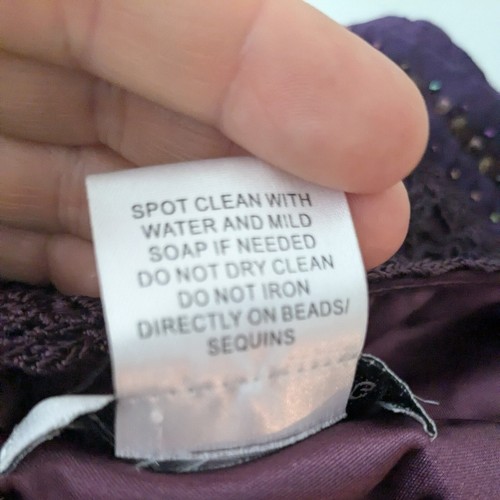 SPOT CLEAN WITH
WATER AND MILD
SOAP IF NEEDED
DO NOT DRY CLEAN
DO NOT IRON
DIRECTLY ON BEADS/
SEQUINS
G